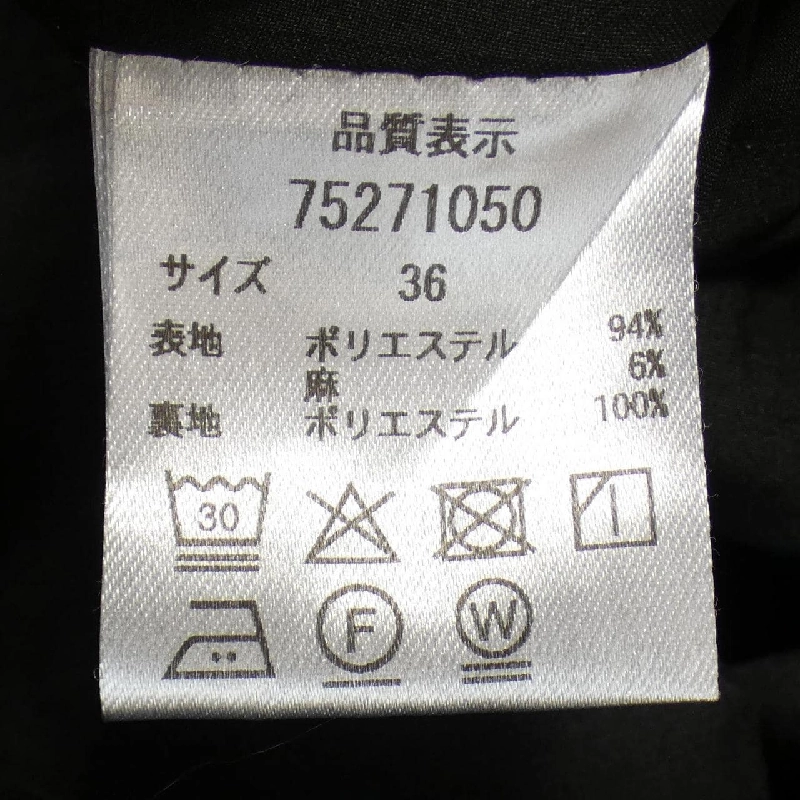 品質表示
75271050
サイズ 36
表地 ポリエステル 94%
麻 6%
裏地 ポリエステル 100%
30
F W